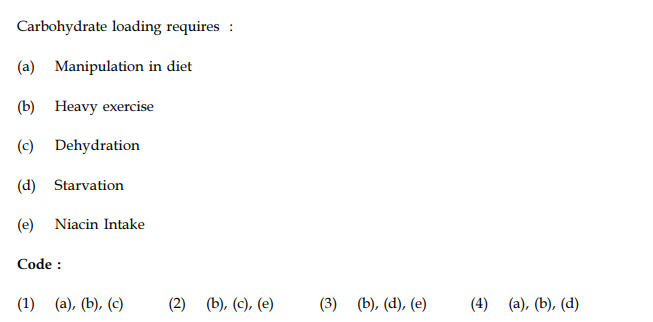 Carbohydrate loading requires :
(a) Manipulation in diet
(b) Heavy exercise
(c) Dehydration
(d) Starvation
(e) Niacin Intake
Code :
(1) (a), (b), (c) (2) (b), (c), (e) (3) (b), (d), (e) (4) (a), (b), (d)